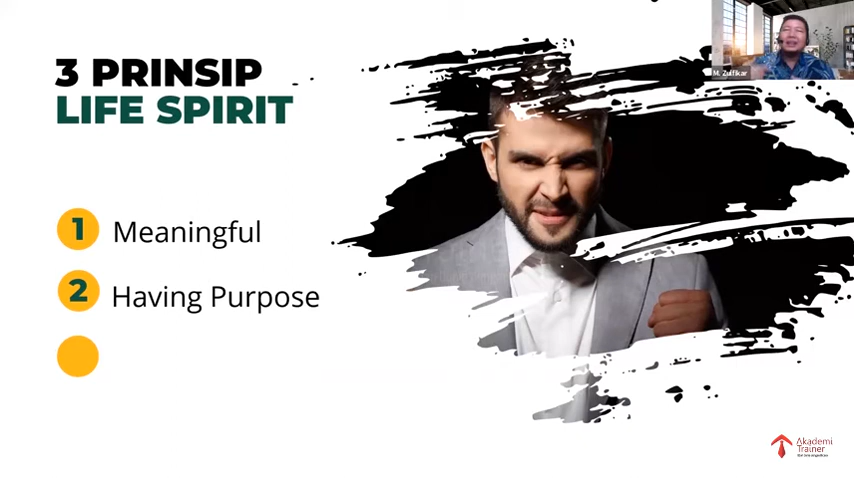 3 PRINSIP
LIFE SPIRIT
1 Meaningful
2 Having Purpose
M. Zulfikar
Akademi
Trainer